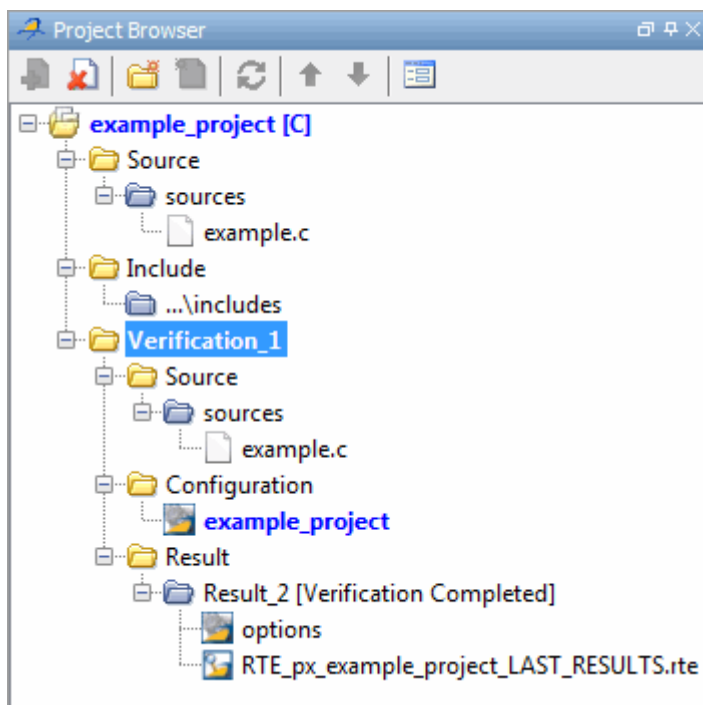 Project Browser
example_project [C]
Source
sources
example.c
Include
...\includes
Verification_1
Source
sources
example.c
Configuration
example_project
Result
Result_2 [Verification Completed]
options
RTE_px_example_project_LAST_RESULTS.rte